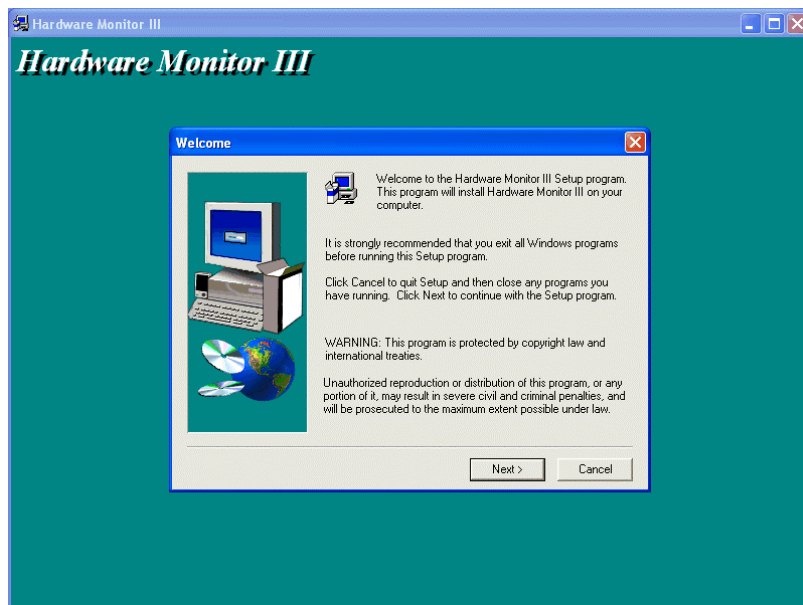 Hardware Monitor III
Hardware Monitor III
Welcome
Welcome to the Hardware Monitor III Setup program.
This program will install Hardware Monitor III on your
computer.
It is strongly recommended that you exit all Windows programs
before running this Setup program.
Click Cancel to quit Setup and then close any programs you
have running.  Click Next to continue with the Setup program.
WARNING: This program is protected by copyright law and
international treaties.
Unauthorized reproduction or distribution of this program, or any
portion of it, may result in severe civil and criminal penalties, and
will be prosecuted to the maximum extent possible under law.
Next >
Cancel